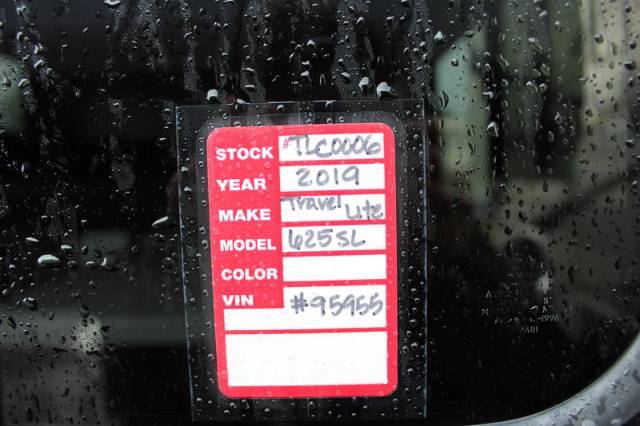 STOCK #TLC0006
YEAR 2019
MAKE Travel Lite
MODEL 625SL
COLOR
VIN #95955